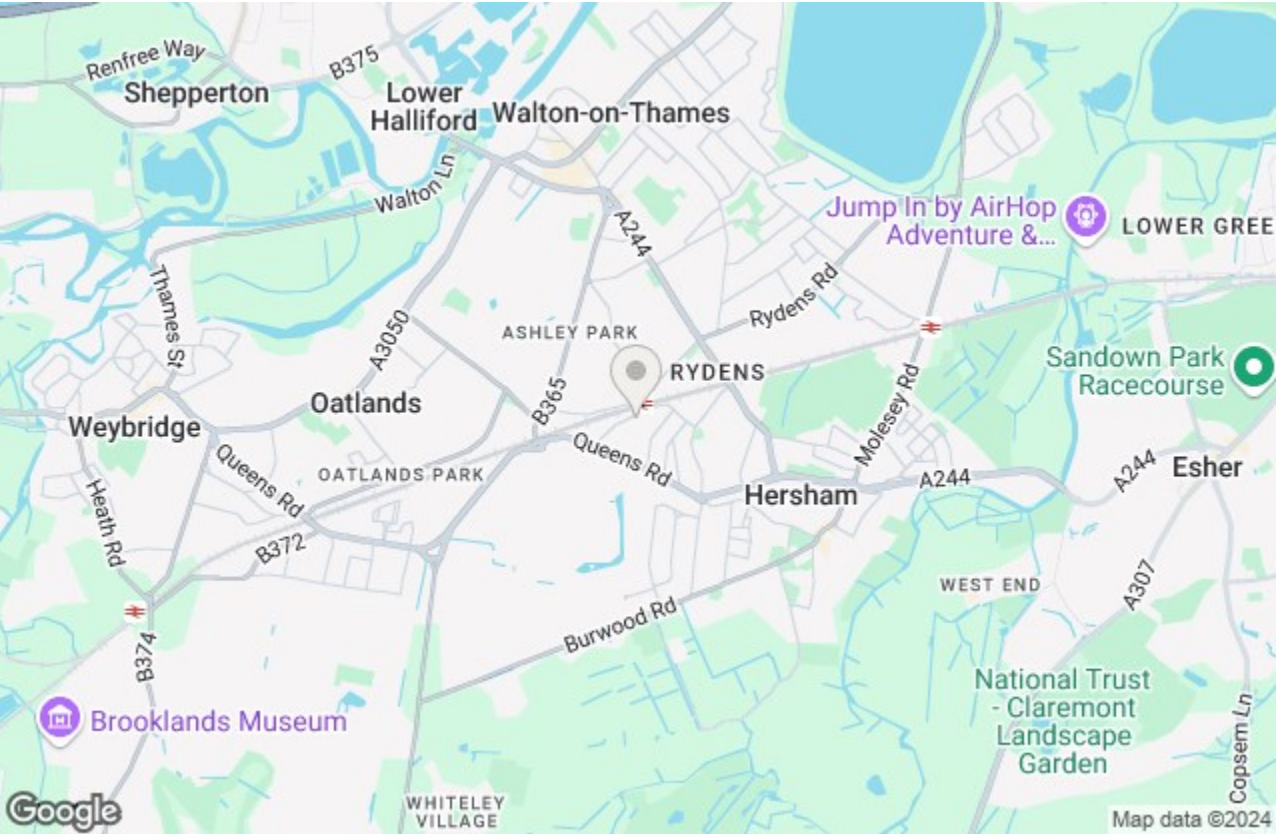 Renfree Way
B375
Shepperton
Lower
Halliford
Walton-on-Thames
Walton Ln
A244
Jump In by AirHop
Adventure &...
LOWER GREE
Thames St
A3050
ASHLEY PARK
Rydens Rd
RYDENS
Sandown Park
Racecourse
Oatlands
B365
Weybridge
Molesey Rd
Queens Rd
Queens Rd
OATLANDS PARK
A244
A244
Esher
Hersham
Heath Rd
B372
WEST END
A307
Burwood Rd
B374
National Trust
- Claremont
Landscape
Garden
Brooklands Museum
Copsem Ln
WHITELEY
VILLAGE
Google
Map data ©2024